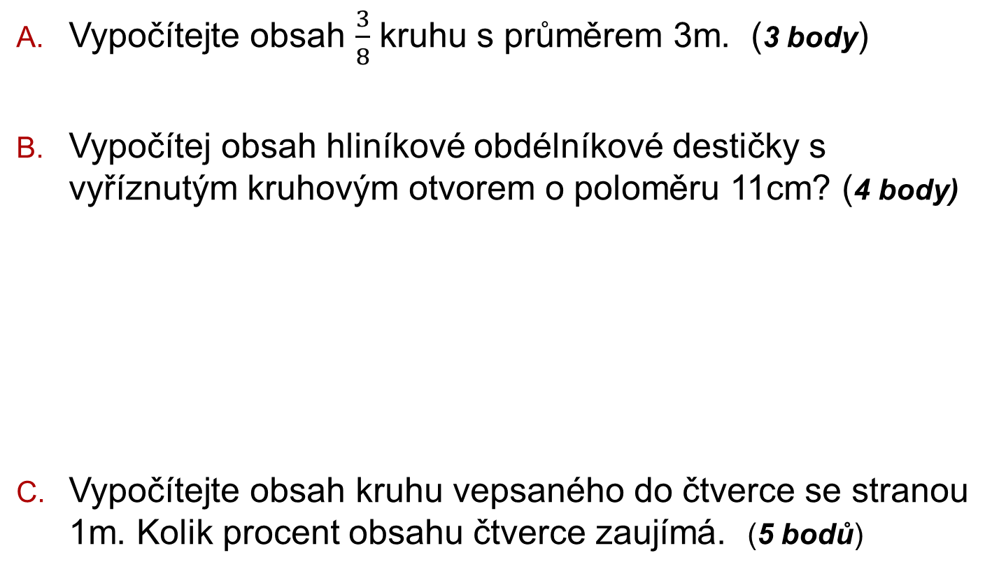 A. Vypočítejte obsah 3/8 kruhu s průměrem 3m. (3 body)
B. Vypočítej obsah hliníkové obdélníkové destičky s
vyříznutým kruhovým otvorem o poloměru 11cm? (4 body)
C. Vypočítejte obsah kruhu vepsaného do čtverce se stranou
1m. Kolik procent obsahu čtverce zaujímá. (5 bodů)